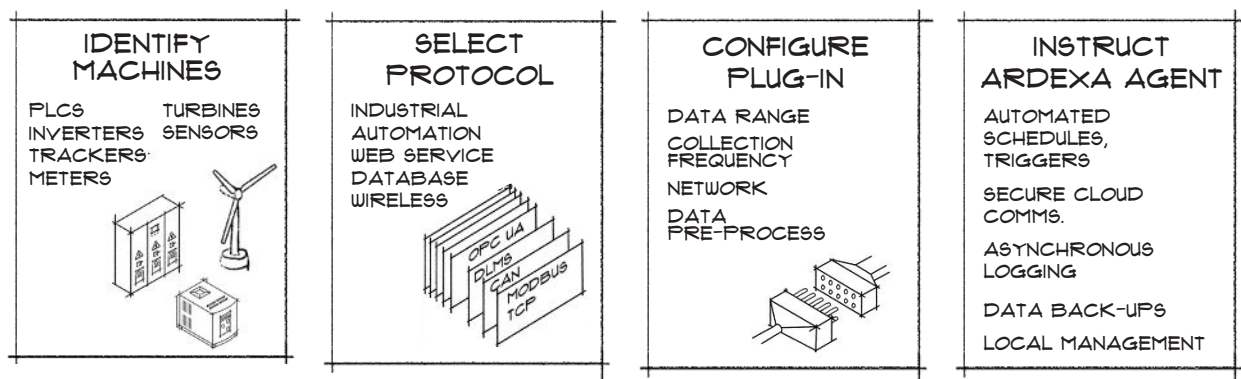 IDENTIFY
MACHINES
PLCS
INVERTERS
TRACKERS
METERS
TURBINES
SENSORS
SELECT
PROTOCOL
INDUSTRIAL
AUTOMATION
WEB SERVICE
DATABASE
WIRELESS
OPC UA
DLMS
CAN
MODBUS
TCP
CONFIGURE
PLUG-IN
DATA RANGE
COLLECTION
FREQUENCY
NETWORK
DATA
PRE-PROCESS
INSTRUCT
ARDEXA AGENT
AUTOMATED
SCHEDULES,
TRIGGERS
SECURE CLOUD
COMMS.
ASYNCHRONOUS
LOGGING
DATA BACK-UPS
LOCAL MANAGEMENT